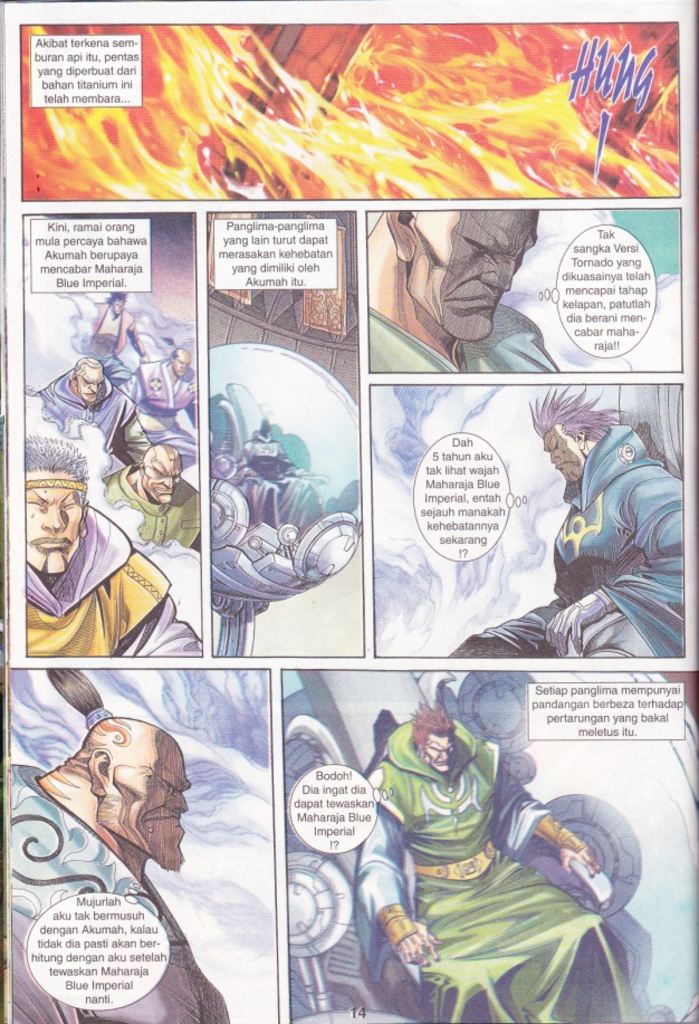 Akibat terkena sem-
buran api itu, pentas
yang diperbuat dari
bahan titanium ini
telah membara...
HUNG
!
Kini, ramai orang
mula percaya bahawa
Akumah berupaya
mencabar Maharaja
Blue Imperial.
Panglima-panglima
yang lain turut dapat
merasakan kehebatan
yang dimiliki oleh
Akumah itu.
Tak
sangka Versi
Tornado yang
dikuasainya telah
mencapai tahap
kelapan, patutlah
dia berani men-
cabar maha-
raja!!
Dah
5 tahun aku
tak lihat wajah
Maharaja Blue
Imperial, entah
sejauh manakah
kehebatannya
sekarang
!?
Mujurlah
aku tak bermusuh
dengan Akumah, kalau
tidak dia pasti akan ber-
hitung dengan aku setelah
tewaskan Maharaja
Blue Imperial
nanti.
Setiap panglima mempunyai
pandangan berbeza terhadap
pertarungan yang bakal
meletus itu.
Bodoh!
Dia ingat dia
dapat tewaskan
Maharaja Blue
Imperial
!?
14